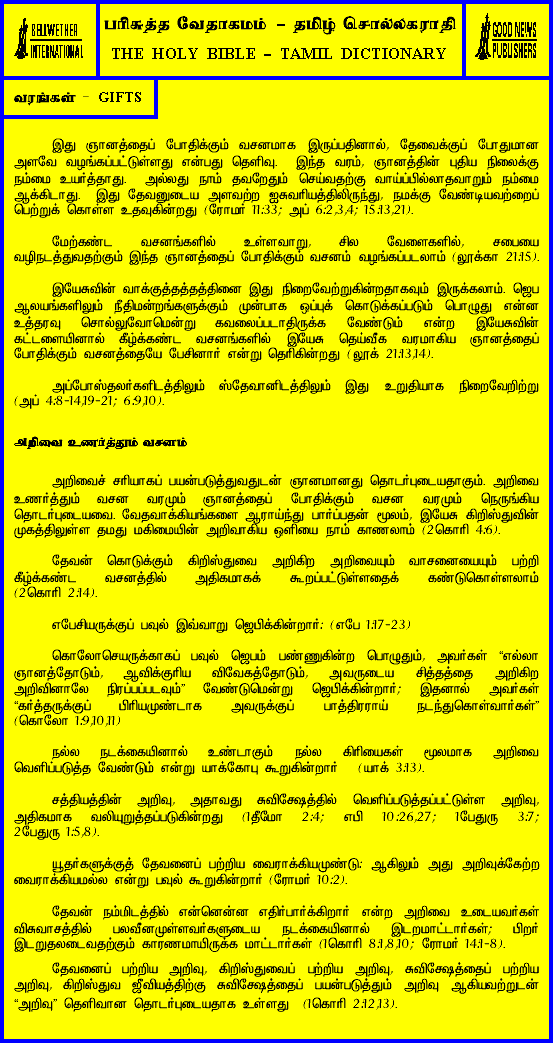 BELLWETHER
INTERNATIONAL
பரிசுத்த வேதாகமம் - தமிழ் சொல்லகராதி
THE HOLY BIBLE - TAMIL DICTIONARY
GOOD NEWS
PUBLISHERS
வரங்கள் - GIFTS
இது ஞானத்தைப் போதிக்கும் வசனமாக இருப்பதினால், தேவைக்குப் போதுமான
அளவே வழங்கப்பட்டுள்ளது என்பது தெளிவு. இந்த வரம், ஞானத்தின் புதிய நிலைக்கு
நம்மை உயர்த்தாது. அல்லது நாம் தவறேதும் செய்வதற்கு வாய்ப்பில்லாதவாறும் நம்மை
ஆக்கிடாது. இது தேவனுடைய அளவற்ற ஐசுவரியத்திலிருந்து, நமக்கு வேண்டியவற்றைப்
பெற்றுக் கொள்ள உதவுகின்றது (ரோமர் 11:33; அப் 6:2,3,4; 15:13,21).
மேற்கண்ட வசனங்களில் உள்ளவாறு, சில வேளைகளில், சபையை
வழிநடத்துவதற்கும் இந்த ஞானத்தைப் போதிக்கும் வசனம் வழங்கப்படலாம் (லூக்கா 21:15).
இயேசுவின் வாக்குத்தத்தத்தினை இது நிறைவேற்றுகின்றதாகவும் இருக்கலாம். ஜெப
ஆலயங்களிலும் நீதிமன்றங்களுக்கும் முன்பாக ஒப்புக் கொடுக்கப்படும் பொழுது என்ன
உத்தரவு சொல்லுவோமென்று கவலைப்படாதிருக்க வேண்டும் என்ற இயேசுவின்
கட்டளையினால் கீழ்க்கண்ட வசனங்களில் இயேசு தெய்வீக வரமாகிய ஞானத்தைப்
போதிக்கும் வசனத்தையே பேசினார் என்று தெரிகின்றது (லூக் 21:13,14).
அப்போஸ்தலர்களிடத்திலும் ஸ்தேவானிடத்திலும் இது உறுதியாக நிறைவேறிற்று
(அப் 4:8-14,19-21; 6:9,10).
அறிவை உணர்த்தும் வசனம்
அறிவைச் சரியாகப் பயன்படுத்துவதுடன் ஞானமானது தொடர்புடையதாகும். அறிவை
உணர்த்தும் வசன வரமும் ஞானத்தைப் போதிக்கும் வசன வரமும் நெருங்கிய
தொடர்புடையவை. வேதவாக்கியங்களை ஆராய்ந்து பார்ப்பதன் மூலம், இயேசு கிறிஸ்துவின்
முகத்திலுள்ள தமது மகிமையின் அறிவாகிய ஒளியை நாம் காணலாம் (2கொரி 4:6).
தேவன் கொடுக்கும் கிறிஸ்துவை அறிகிற அறிவையும் வாசனையையும் பற்றி
கீழ்க்கண்ட வசனத்தில் அதிகமாகக் கூறப்பட்டுள்ளதைக் கண்டுகொள்ளலாம்
(2கொரி 2:14).
எபேசியருக்குப் பவுல் இவ்வாறு ஜெபிக்கின்றார்: (எபே 1:17-23)
கொலோசெயருக்காகப் பவுல் ஜெபம் பண்ணுகின்ற பொழுதும், அவர்கள் “எல்லா
ஞானத்தோடும், ஆவிக்குரிய விவேகத்தோடும், அவருடைய சித்தத்தை அறிகிற
அறிவினாலே நிரப்பப்படவும்” வேண்டுமென்று ஜெபிக்கின்றார்; இதனால் அவர்கள்
“கர்த்தருக்குப் பிரியமுண்டாக அவருக்குப் பாத்திரராய் நடந்துகொள்வார்கள்”
(கொலோ 1:9,10,11)
நல்ல நடக்கையினால் உண்டாகும் நல்ல கிரியைகள் மூலமாக அறிவை
வெளிப்படுத்த வேண்டும் என்று யாக்கோபு கூறுகின்றார் (யாக் 3:13).
சத்தியத்தின் அறிவு, அதாவது சுவிசேஷத்தில் வெளிப்படுத்தப்பட்டுள்ள அறிவு,
அதிகமாக வலியுறுத்தப்படுகின்றது (1தீமோ 2:4; எபி 10:26,27; 1பேதுரு 3:7;
2பேதுரு 1:5,8).
யூதர்களுக்குத் தேவனைப் பற்றிய வைராக்கியமுண்டு: ஆகிலும் அது அறிவுக்கேற்ற
வைராக்கியமல்ல என்று பவுல் கூறுகின்றார் (ரோமர் 10:2).
தேவன் நம்மிடத்தில் என்னென்ன எதிர்பார்க்கிறார் என்ற அறிவை உடையவர்கள்
விசுவாசத்தில் பலவீனமுள்ளவர்களுடைய நடக்கையினால் இடறமாட்டார்கள்; பிறர்
இடறுதலடைவதற்கும் காரணமாயிருக்க மாட்டார்கள் (1கொரி 8:1,8,10; ரோமர் 14:1-8).
தேவனைப் பற்றிய அறிவு, கிறிஸ்துவைப் பற்றிய அறிவு, சுவிசேஷத்தைப் பற்றிய
அறிவு, கிறிஸ்துவ ஜீவியத்திற்கு சுவிசேஷத்தைப் பயன்படுத்தும் அறிவு ஆகியவற்றுடன்
“அறிவு” தெளிவான தொடர்புடையதாக உள்ளது (1கொரி 2:12,13).